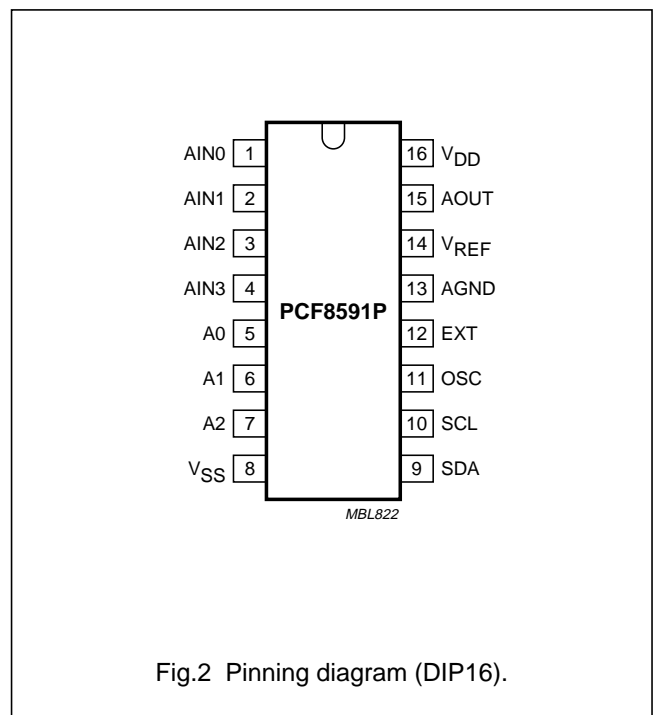 AIN0 1 16 VDD
AIN1 2 15 AOUT
AIN2 3 14 VREF
AIN3 4 13 AGND
PCF8591P
A0 5 12 EXT
A1 6 11 OSC
A2 7 10 SCL
VSS 8 9 SDA
MBL822
Fig.2 Pinning diagram (DIP16).